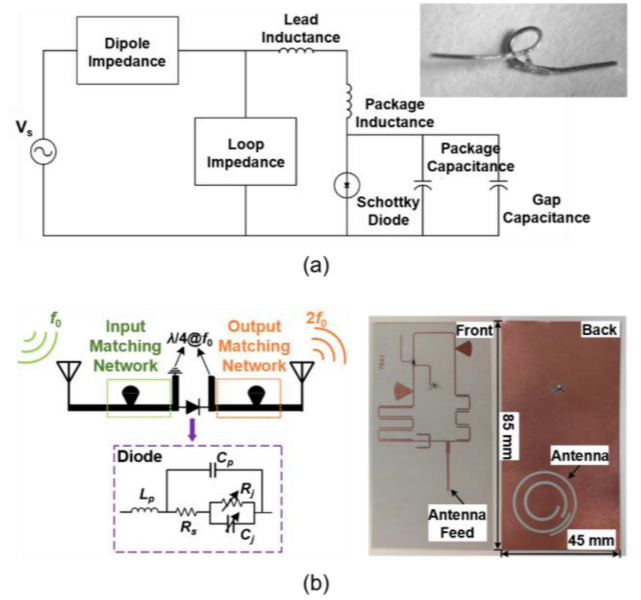 Lead
Inductance
Dipole
Impedance
Package
Inductance
Vs
Loop
Impedance
Package
Capacitance
Schottky
Diode
Gap
Capacitance
(a)
f0
2f0
Input
Matching
Network
λ/4@f0
Output
Matching
Network
Diode
Cp
Lp
Rj
Rs
Cj
Front
Back
85 mm
Antenna
Antenna
Feed
45 mm
(b)